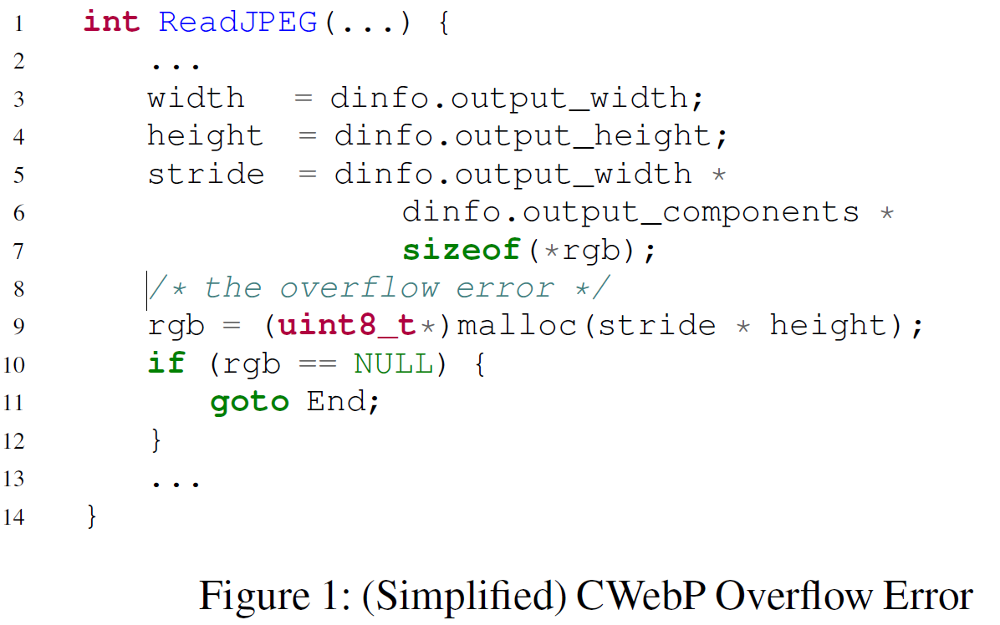 1 int ReadJPEG(...) {
2 ...
3 width = dinfo.output_width;
4 height = dinfo.output_height;
5 stride = dinfo.output_width *
6 dinfo.output_components *
7 sizeof(*rgb);
8 /* the overflow error */
9 rgb = (uint8_t*)malloc(stride * height);
10 if (rgb == NULL) {
11 goto End;
12 }
13 ...
14 }
Figure 1: (Simplified) CWebP Overflow Error